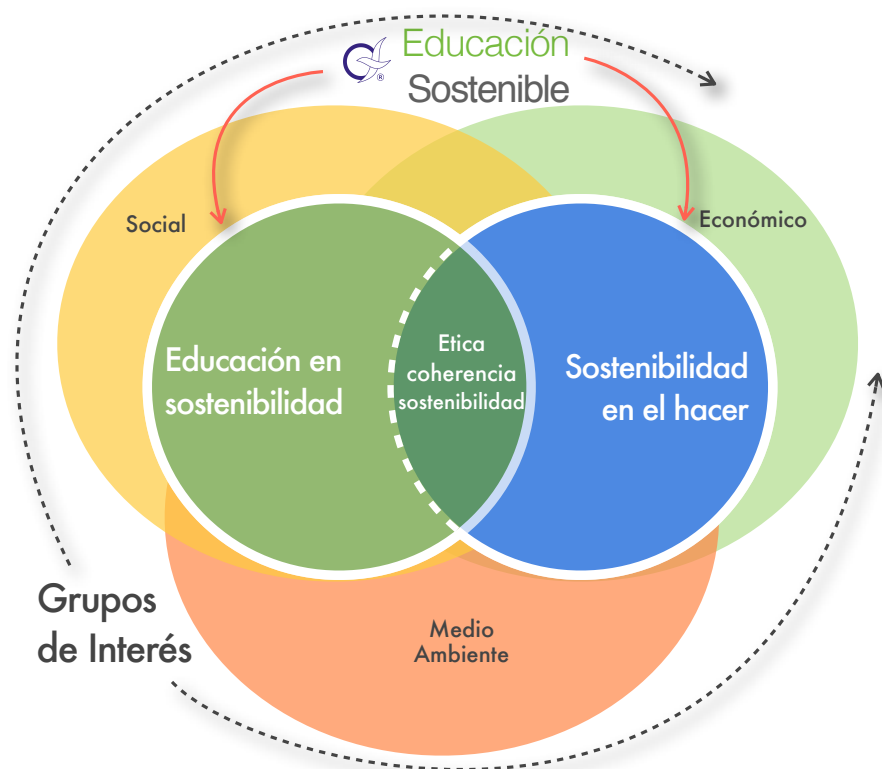 Educación
Sostenible
®
Social
Económico
Educación en
sostenibilidad
Etica
coherencia
sostenibilidad
Sostenibilidad
en el hacer
Grupos
de Interés
Medio
Ambiente